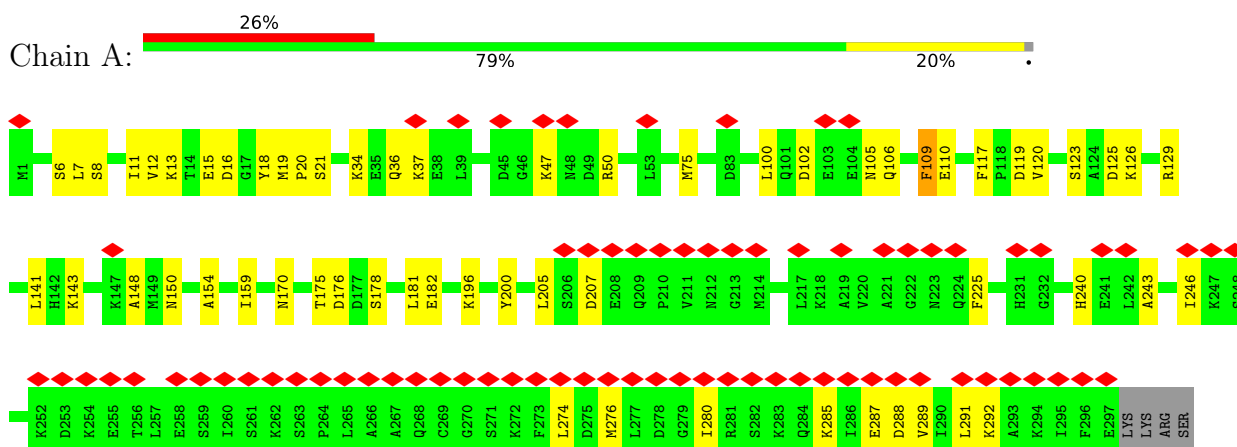 26%
Chain A:
79% 20% •
M1 S6 L7 S8 I11 V12 K13 T14 E15 D16 G17 Y18 M19 P20 S21 K34 E35 Q36 K37 E38 L39 D45 G46 K47 N48 D49 R50 L53 M75 D83 L100 Q101 D102 E103 E104 N105 Q106 F109 E110 F117 P118 D119 V120 S123 A124 D125 K126 R129
L141 H142 K143 K147 A148 M149 N150 A154 I159 N170 T175 D176 D177 S178 L181 E182 K196 Y200 L205 S206 D207 E208 Q209 P210 V211 N212 G213 M214 L217 K218 A219 V220 A221 G222 N223 Q224 F225 H231 G232 H240 E241 L242 A243 I246 K247
K252 D253 K254 E255 T256 L257 E258 S259 I260 S261 K262 S263 P264 L265 A266 A267 Q268 C269 G270 S271 K272 F273 L274 D275 M276 L277 D278 G279 I280 R281 S282 K283 Q284 K285 I286 E287 D288 V289 I290 L291 K292 A293 K294 I295 F296 E297 LYS LYS ARG SER